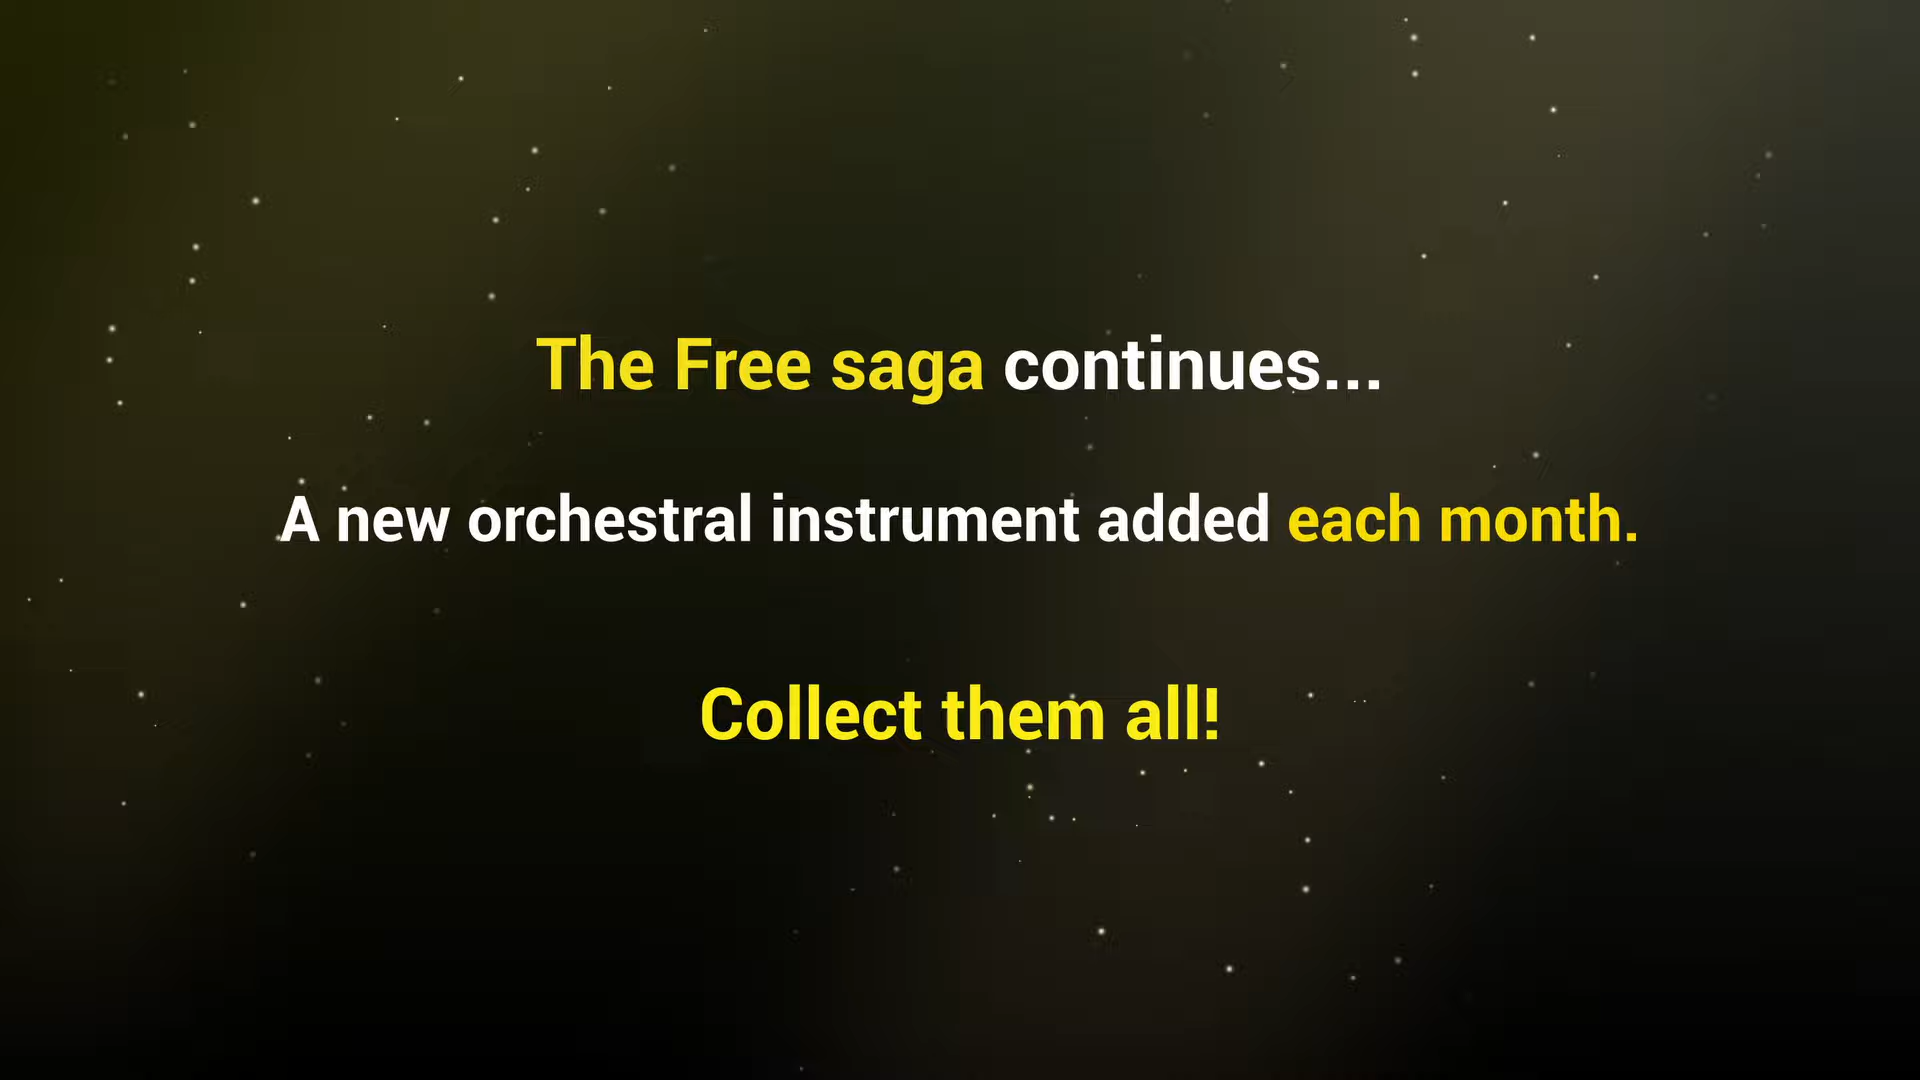 The Free saga continues...
A new orchestral instrument added each month.
Collect them all!